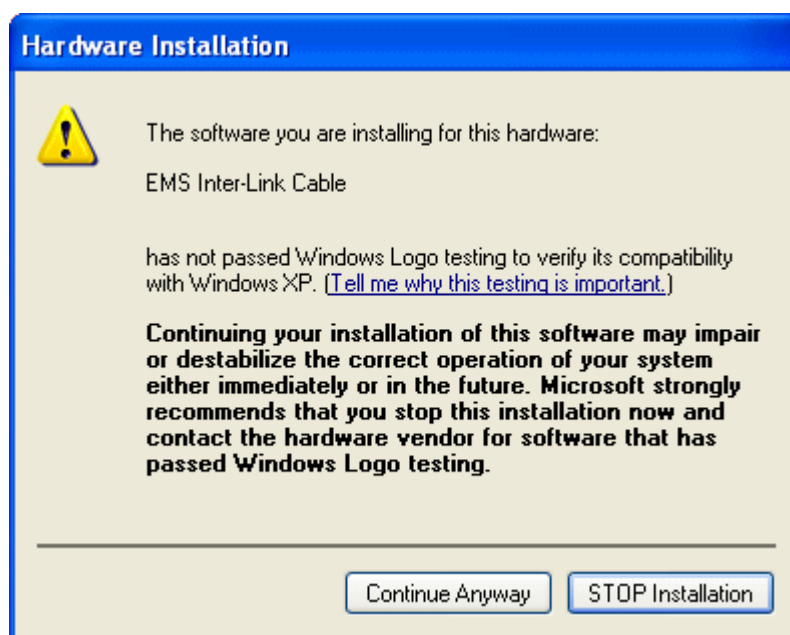 Hardware Installation
The software you are installing for this hardware:
EMS Inter-Link Cable
has not passed Windows Logo testing to verify its compatibility
with Windows XP. (Tell me why this testing is important.)
Continuing your installation of this software may impair
or destabilize the correct operation of your system
either immediately or in the future. Microsoft strongly
recommends that you stop this installation now and
contact the hardware vendor for software that has
passed Windows Logo testing.
Continue Anyway STOP Installation